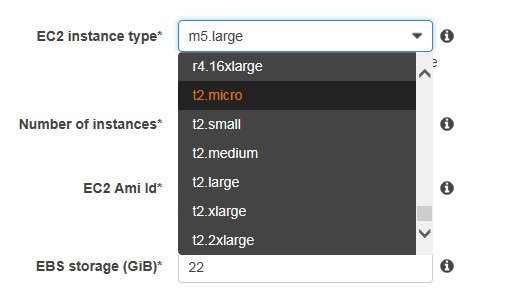 EC2 instance type* m5.large
r4.16xlarge
t2.micro
Number of instances* t2.small
t2.medium
EC2 Ami Id* t2.large
t2.xlarge
t2.2xlarge
EBS storage (GiB)* 22